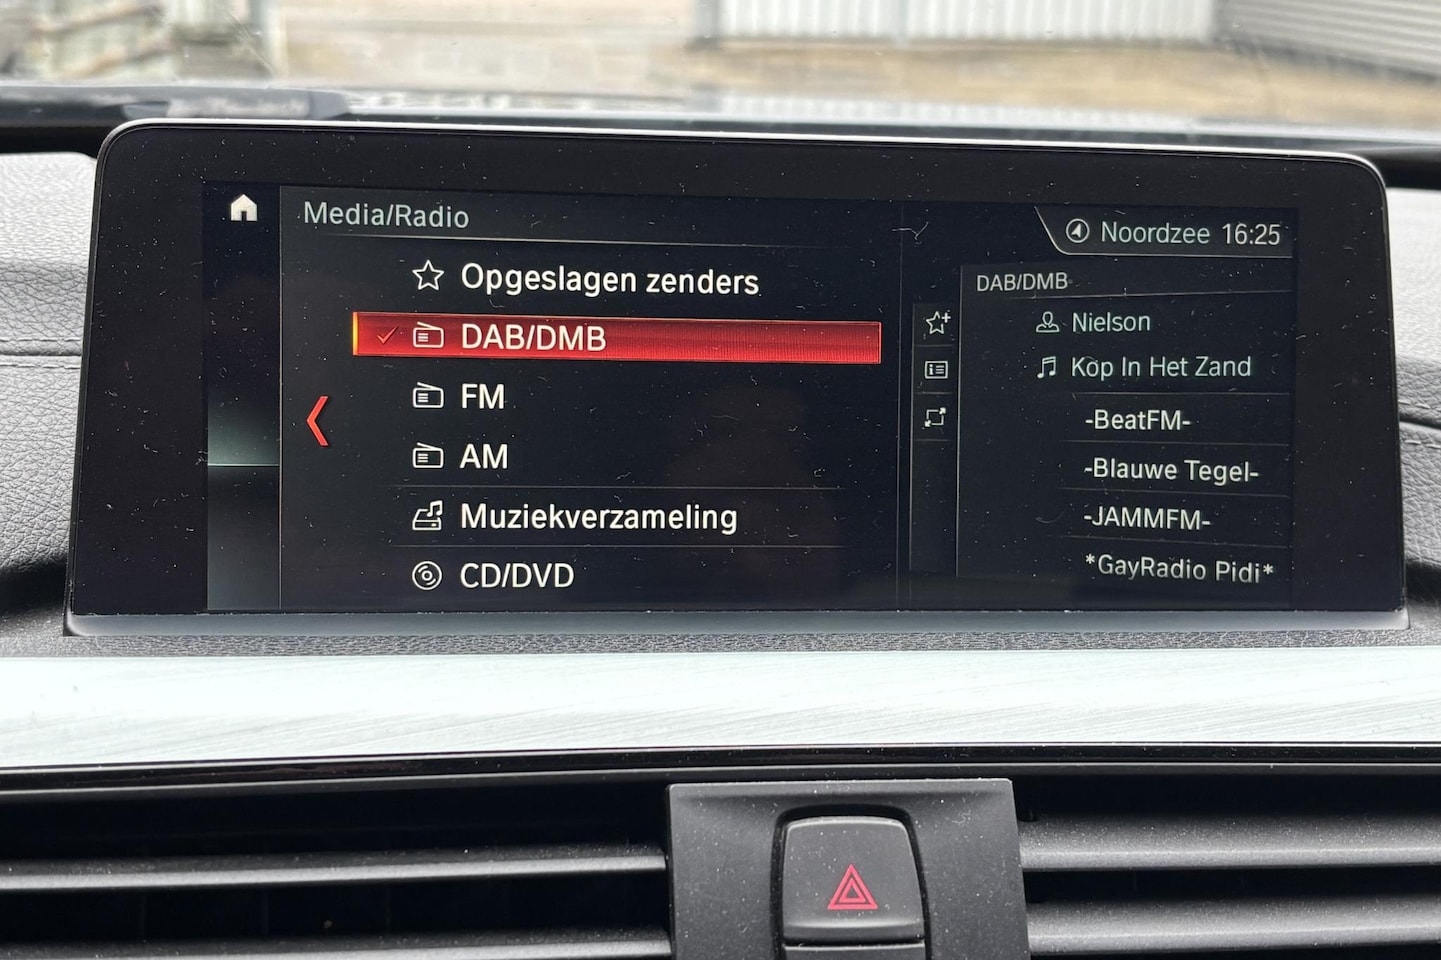 Media/Radio
Noordzee 16:25
Opgeslagen zenders
DAB/DMB
FM
AM
Muziekverzameling
CD/DVD
DAB/DMB
Nielson
Kop In Het Zand
-BeatFM-
-Blauwe Tegel-
-JAMMFM-
*GayRadio Pidi*